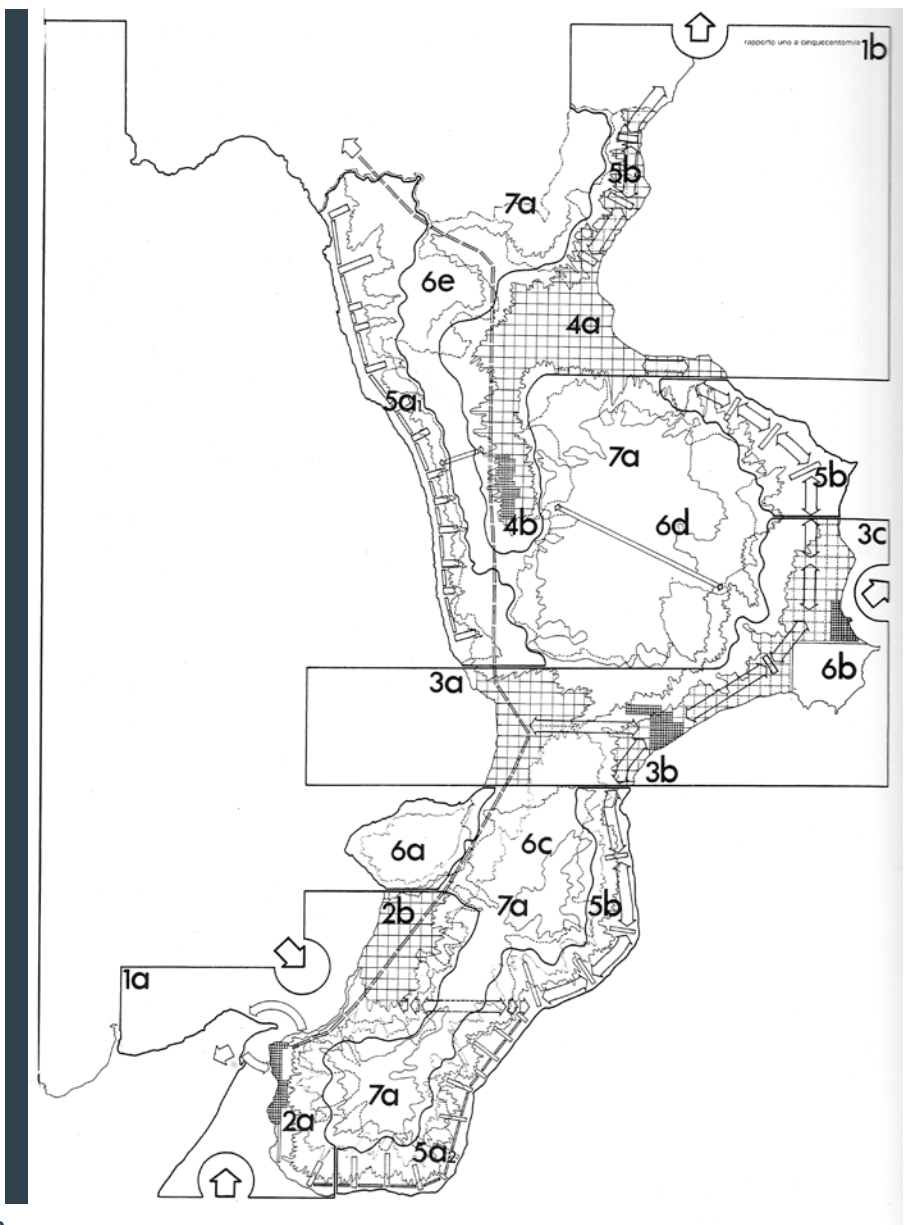 rapporto uno a cinquecentomila 1b
5b
7a
6e
4a
5a1
7a
5b
4b
6d
3c
6b
3a
3b
6a
6c
2b
7a
5b
1a
7a
2a
5a2